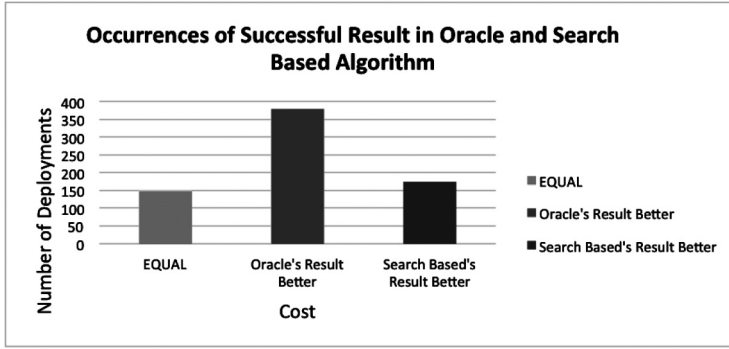 Occurrences of Successful Result in Oracle and Search
Based Algorithm
Number of Deployments
400
350
300
250
200
150
100
50
0
EQUAL
Oracle's Result
Better
Search Based's
Result Better
Cost
EQUAL
Oracle's Result Better
Search Based's Result Better